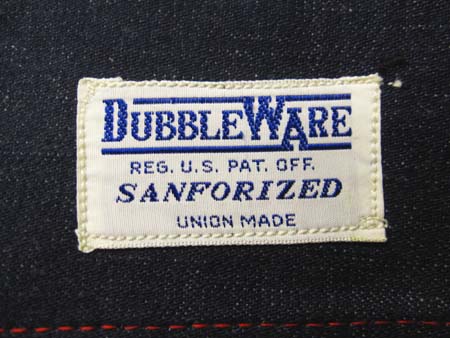 DUBBLEWARE
REG. U.S. PAT. OFF.
SANFORIZED
UNION MADE